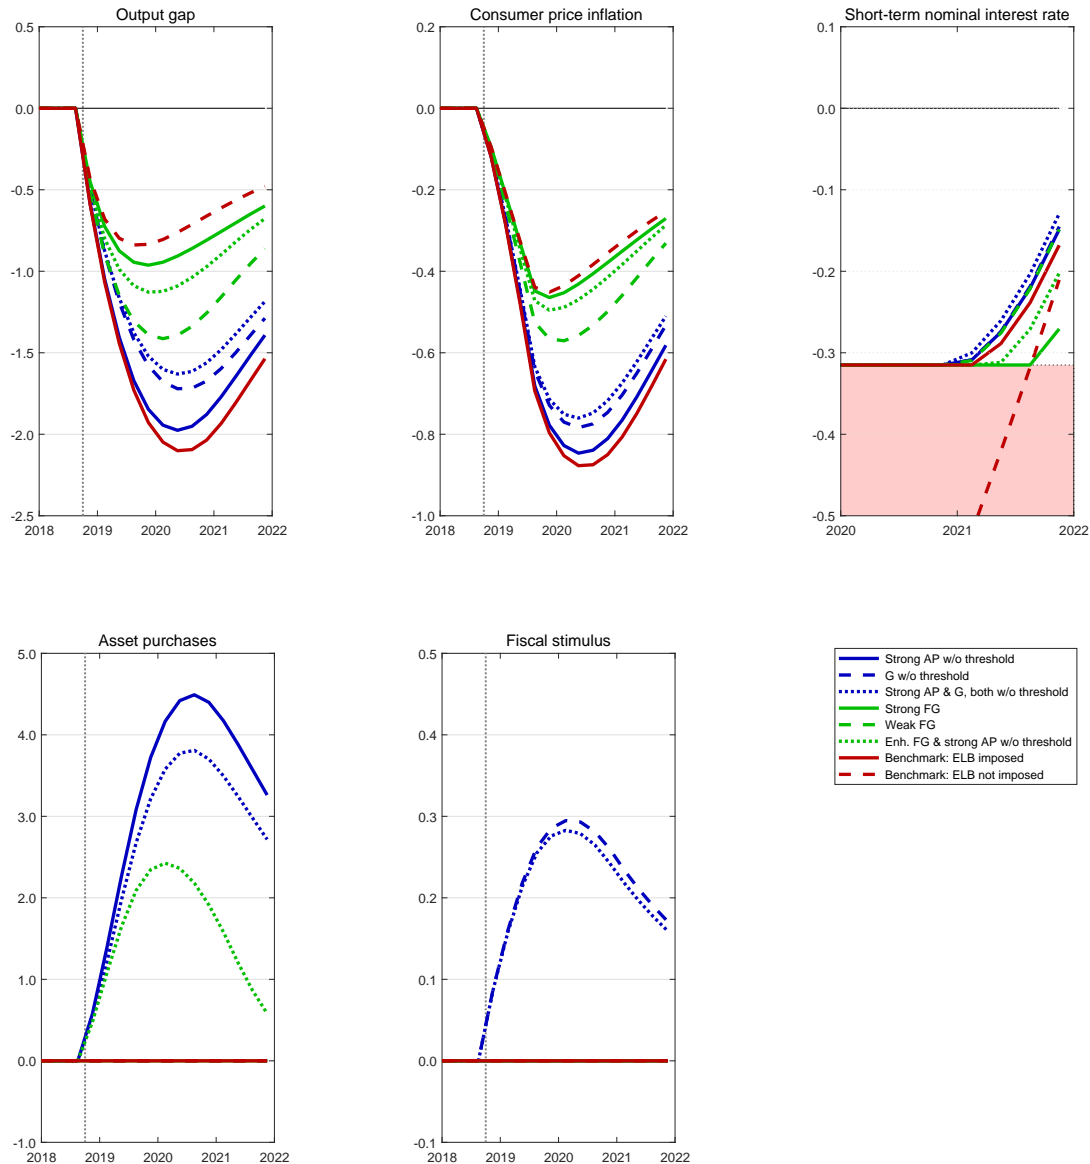 Output gap
0.5
0.0
-0.5
-1.0
-1.5
-2.0
-2.5
2018 2019 2020 2021 2022
Consumer price inflation
0.2
0.0
-0.2
-0.4
-0.6
-0.8
-1.0
2018 2019 2020 2021 2022
Short-term nominal interest rate
0.1
0.0
-0.1
-0.2
-0.3
-0.4
-0.5
2020 2021 2022
Asset purchases
5.0
4.0
3.0
2.0
1.0
0.0
-1.0
2018 2019 2020 2021 2022
Fiscal stimulus
0.5
0.4
0.3
0.2
0.1
0.0
-0.1
2018 2019 2020 2021 2022
Strong AP w/o threshold
G w/o threshold
Strong AP & G, both w/o threshold
Strong FG
Weak FG
Enh. FG & strong AP w/o threshold
Benchmark: ELB imposed
Benchmark: ELB not imposed